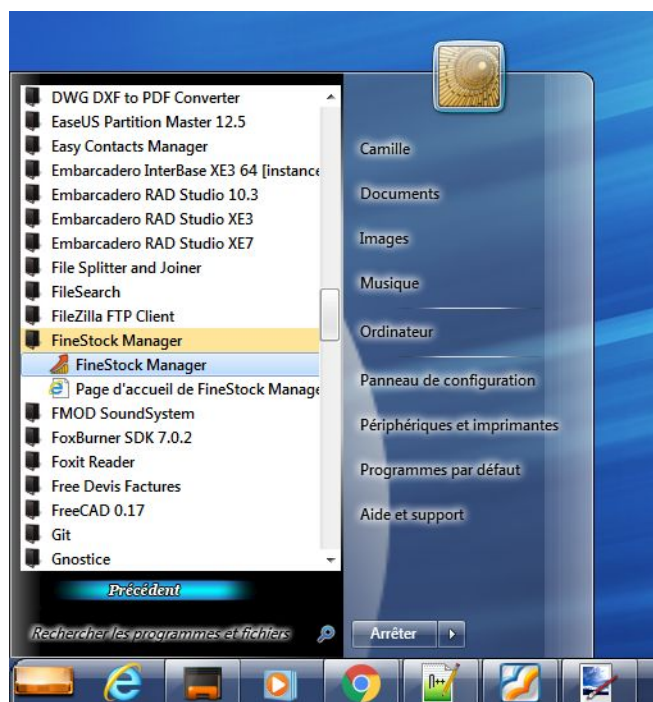 DWG DXF to PDF Converter
EaseUS Partition Master 12.5
Easy Contacts Manager
Embarcadero InterBase XE3 64 [instance
Embarcadero RAD Studio 10.3
Embarcadero RAD Studio XE3
Embarcadero RAD Studio XE7
File Splitter and Joiner
FileSearch
FileZilla FTP Client
FineStock Manager
FineStock Manager
Page d'accueil de FineStock Manage
FMOD SoundSystem
FoxBurner SDK 7.0.2
Foxit Reader
Free Devis Factures
FreeCAD 0.17
Git
Gnostice
Précédent
Rechercher les programmes et fichiers
Camille
Documents
Images
Musique
Ordinateur
Panneau de configuration
Périphériques et imprimantes
Programmes par défaut
Aide et support
Arrêter